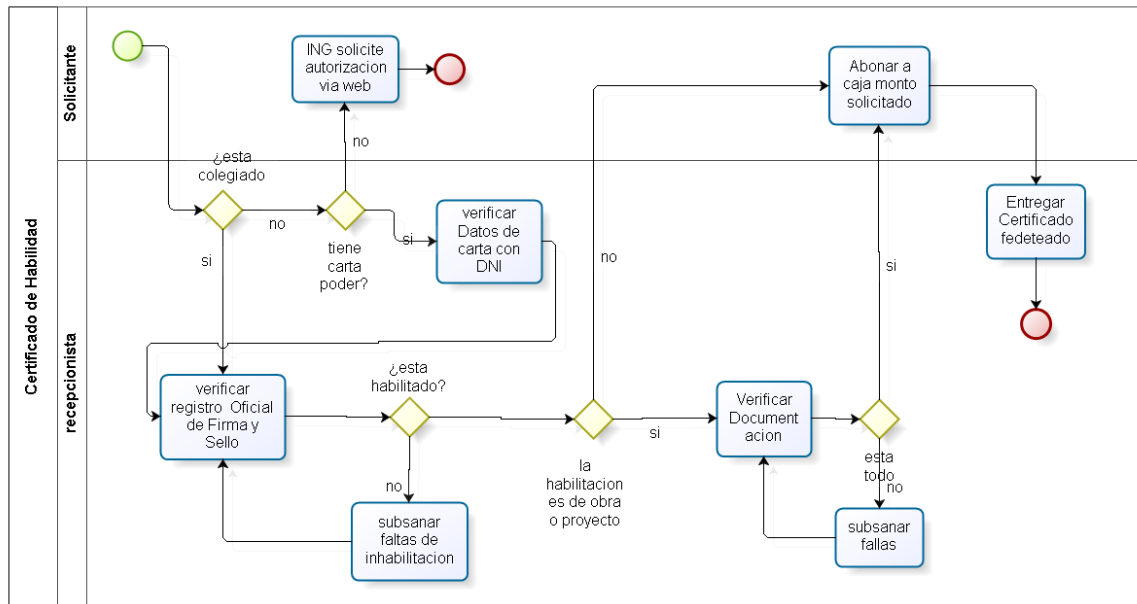 Certificado de Habilidad
Solicitante
ING solicite
autorizacion
via web
Abonar a
caja monto
solicitado
no
recepcionista
¿esta
colegiado
no
si
tiene
carta
poder?
si
verificar
Datos de
carta con
DNI
no
si
Entregar
Certificado
fedeteado
verificar
registro Oficial
de Firma y
Sello
¿esta
habilitado?
no
subsanar
faltas de
inhabilitacion
la
habilitacion
es de obra
o proyecto
si
Verificar
Document
acion
esta
todo
no
subsanar
fallas